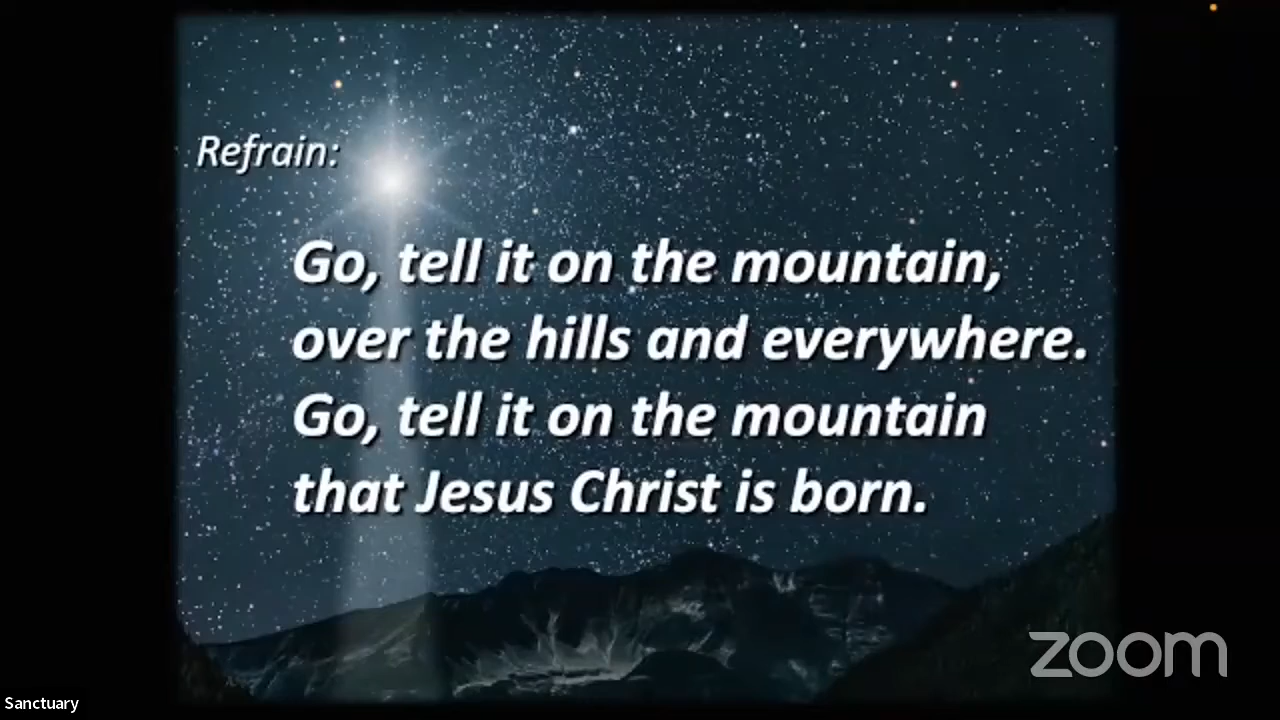 Refrain:
Go, tell it on the mountain,
over the hills and everywhere.
Go, tell it on the mountain
that Jesus Christ is born.
zoom
Sanctuary